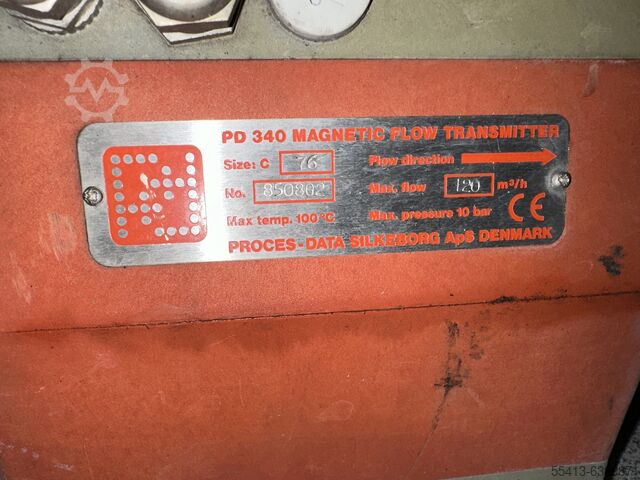 PD 340 MAGNETIC FLOW TRANSMITTER
Size: C 76 Flow direction
No. 850802 Max. flow 120 m³/h
Max temp. 100°C Max. pressure 10 bar CE
PROCES-DATA SILKEBORG ApS DENMARK